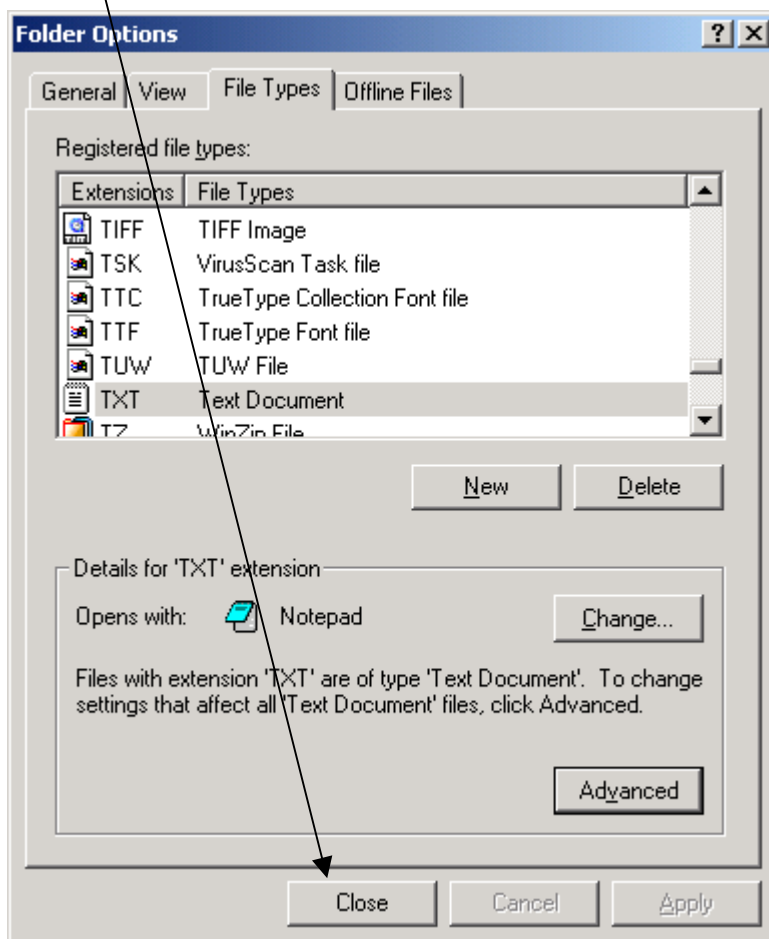 Folder Options
General View File Types Offline Files
Registered file types:
Extensions File Types
TIFF TIFF Image
TSK VirusScan Task file
TTC TrueType Collection Font file
TTF TrueType Font file
TUW TUW File
TXT Text Document
TZ WinZip File
New Delete
Details for 'TXT' extension
Opens with: Notepad Change...
Files with extension 'TXT' are of type 'Text Document'. To change
settings that affect all 'Text Document' files, click Advanced.
Advanced
Close Cancel Apply